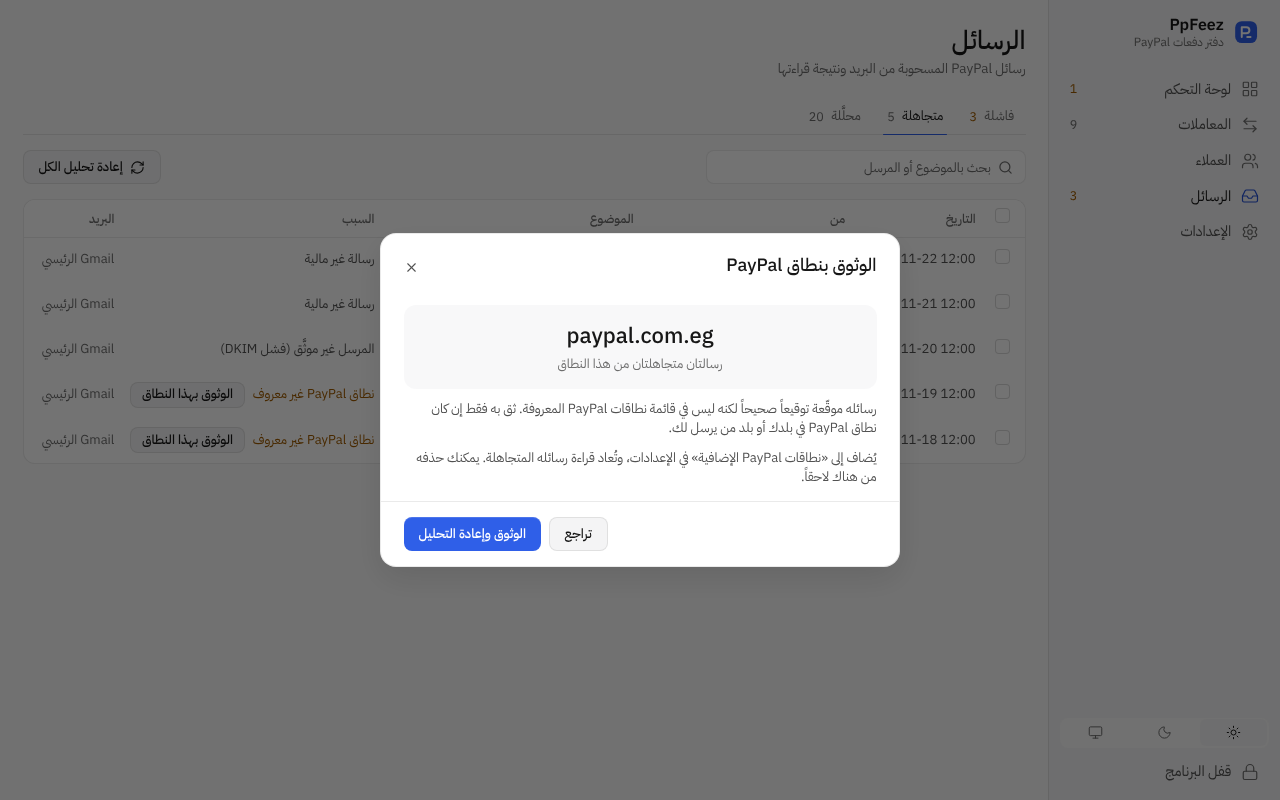 PpFeez
دفتر دفعات PayPal
لوحة التحكم 1
المعاملات 9
العملاء
الرسائل 3
الإعدادات
قفل البرنامج
الرسائل
رسائل PayPal المسحوبة من البريد ونتيجة قراءتها
فاشلة 3 متجاهلة 5 محلَّلة 20
بحث بالموضوع أو المرسل
إعادة تحليل الكل
التاريخ من الموضوع السبب البريد
11-22 12:00 رسالة غير مالية Gmail الرئيسي
11-21 12:00 رسالة غير مالية Gmail الرئيسي
11-20 12:00 المرسل غير موثَّق (فشل DKIM) Gmail الرئيسي
11-19 12:00 نطاق PayPal غير معروف الوثوق بهذا النطاق Gmail الرئيسي
11-18 12:00 نطاق PayPal غير معروف الوثوق بهذا النطاق Gmail الرئيسي
الوثوق بنطاق PayPal
paypal.com.eg
رسالتان متجاهلتان من هذا النطاق
رسائله موقّعة توقيعاً صحيحاً لكنه ليس في قائمة نطاقات PayPal المعروفة. ثق به فقط إن كان
نطاق PayPal في بلدك أو بلد من يرسل لك.
يُضاف إلى «نطاقات PayPal الإضافية» في الإعدادات، وتُعاد قراءة رسائله المتجاهلة. يمكنك حذفه
من هناك لاحقاً.
تراجع
الوثوق وإعادة التحليل